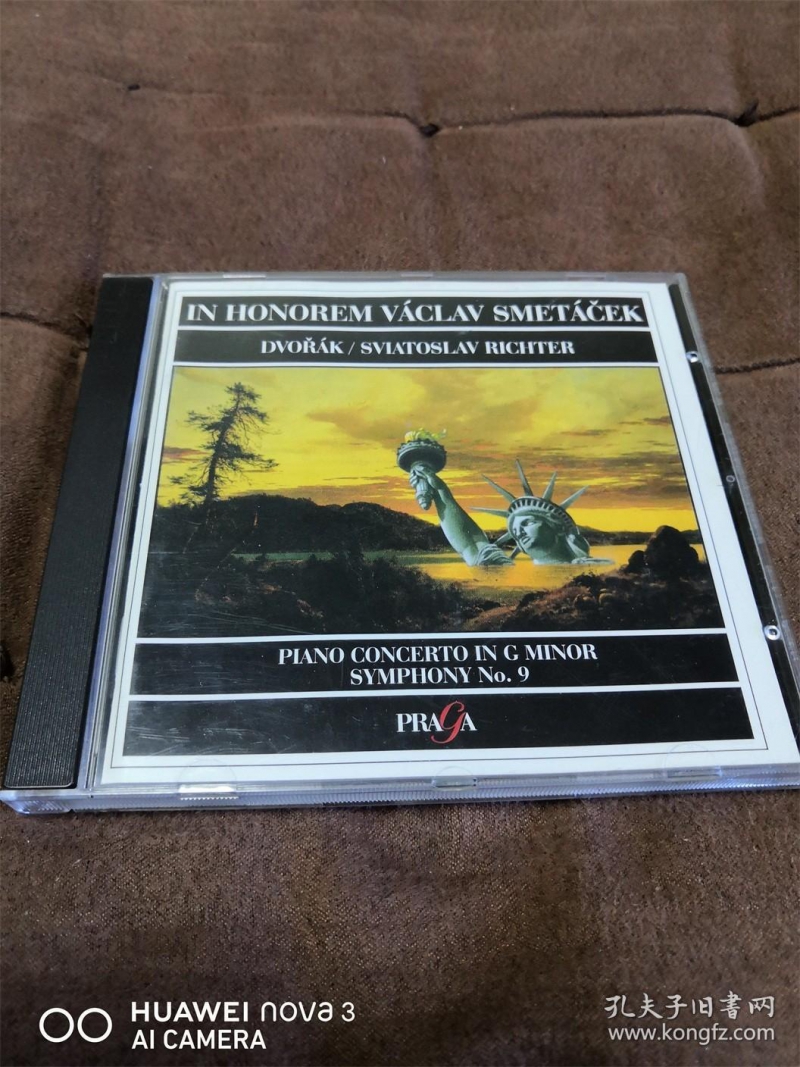 IN HONOREM VÁCLAV SMETÁČEK
DVOŘÁK / SVIATOSLAV RICHTER
PIANO CONCERTO IN G MINOR
SYMPHONY No. 9
PRAGA
HUAWEI nova 3
AI CAMERA
孔夫子旧書网
www.kongfz.com